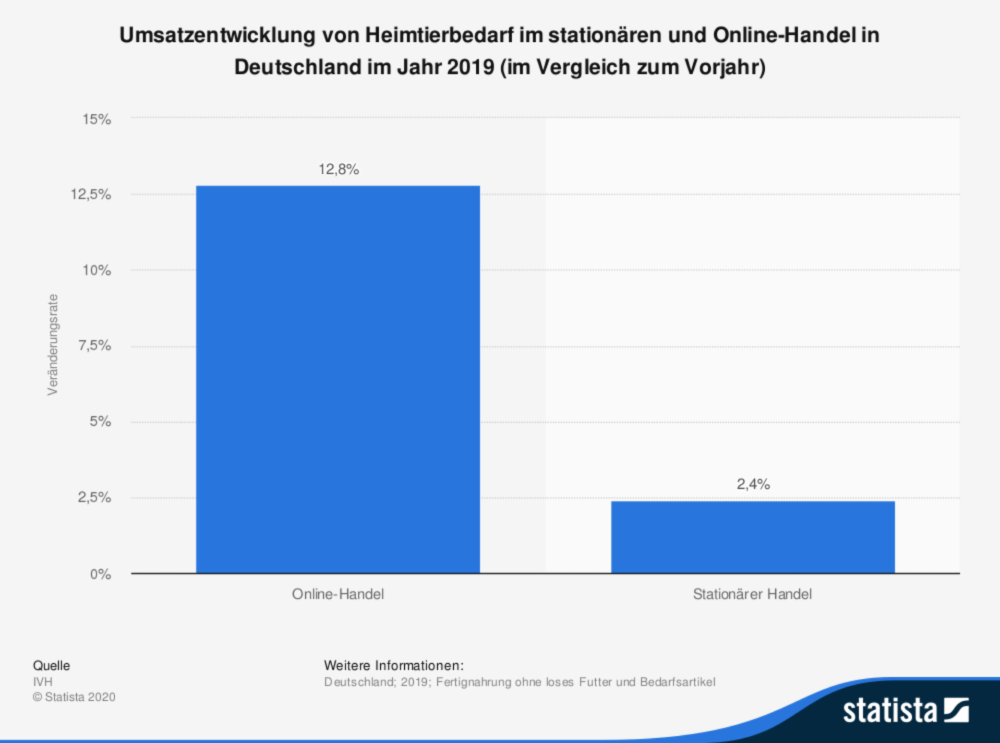 Umsatzentwicklung von Heimtierbedarf im stationären und Online-Handel in
Deutschland im Jahr 2019 (im Vergleich zum Vorjahr)
15%
12,5%
10%
7,5%
5%
2,5%
0%
Veränderungsrate
12,8%
2,4%
Online-Handel
Stationärer Handel
Quelle
IVH
© Statista 2020
Weitere Informationen:
Deutschland; 2019; Fertignahrung ohne loses Futter und Bedarfsartikel
statista